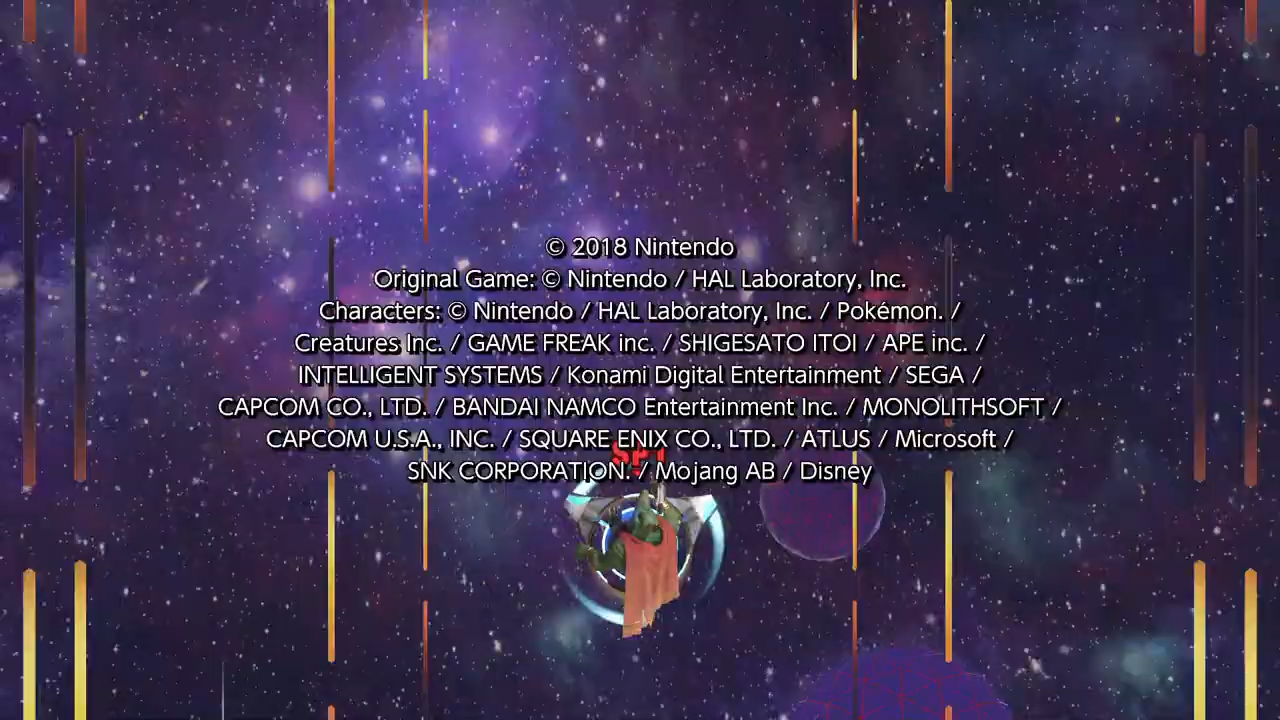 © 2018 Nintendo
Original Game: © Nintendo / HAL Laboratory, Inc.
Characters: © Nintendo / HAL Laboratory, Inc. / Pokémon. /
Creatures Inc. / GAME FREAK inc. / SHIGESATO ITOI / APE inc. /
INTELLIGENT SYSTEMS / Konami Digital Entertainment / SEGA /
CAPCOM CO., LTD. / BANDAI NAMCO Entertainment Inc. / MONOLITHSOFT /
CAPCOM U.S.A., INC. / SQUARE ENIX CO., LTD. / ATLUS / Microsoft /
SNK CORPORATION. / Mojang AB / Disney